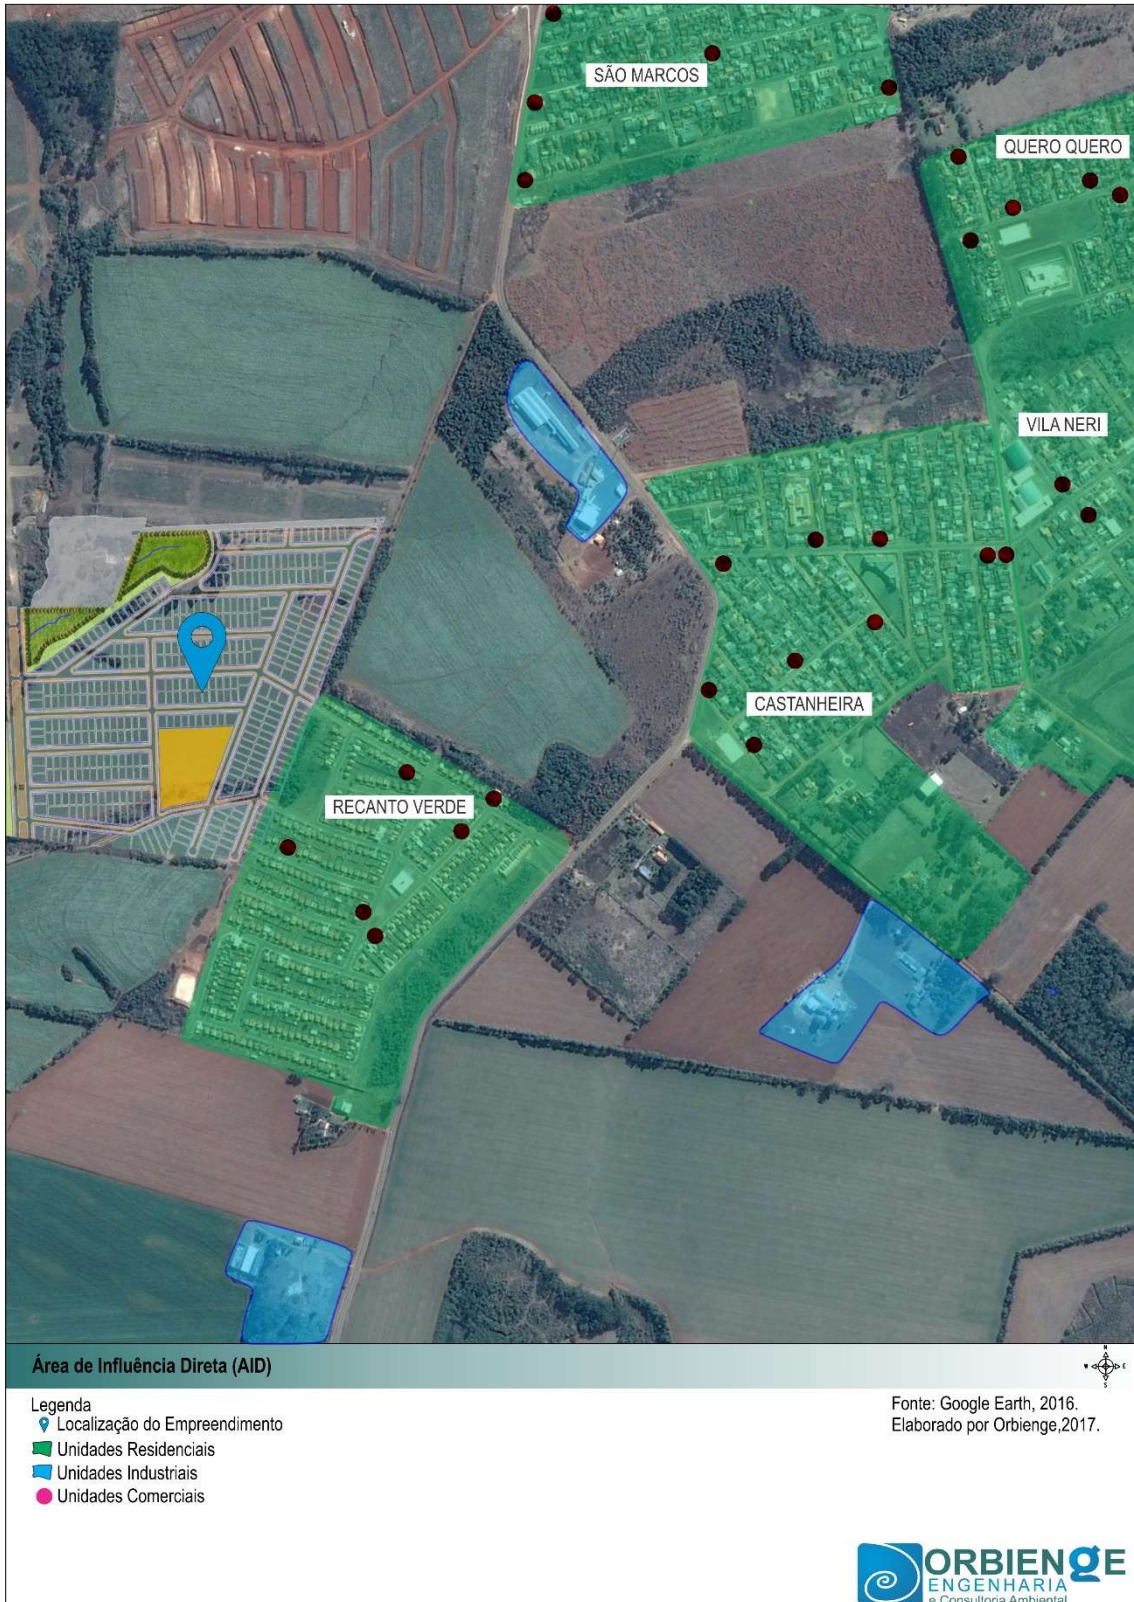 SÃO MARCOS
QUERO QUERO
VILA NERI
CASTANHEIRA
RECANTO VERDE
Área de Influência Direta (AID)
N
W E
S
Legenda
Localização do Empreendimento
Unidades Residenciais
Unidades Industriais
Unidades Comerciais
Fonte: Google Earth, 2016.
Elaborado por Orbienge,2017.
ORBIENGE
ENGENHARIA
e Consultoria Ambiental